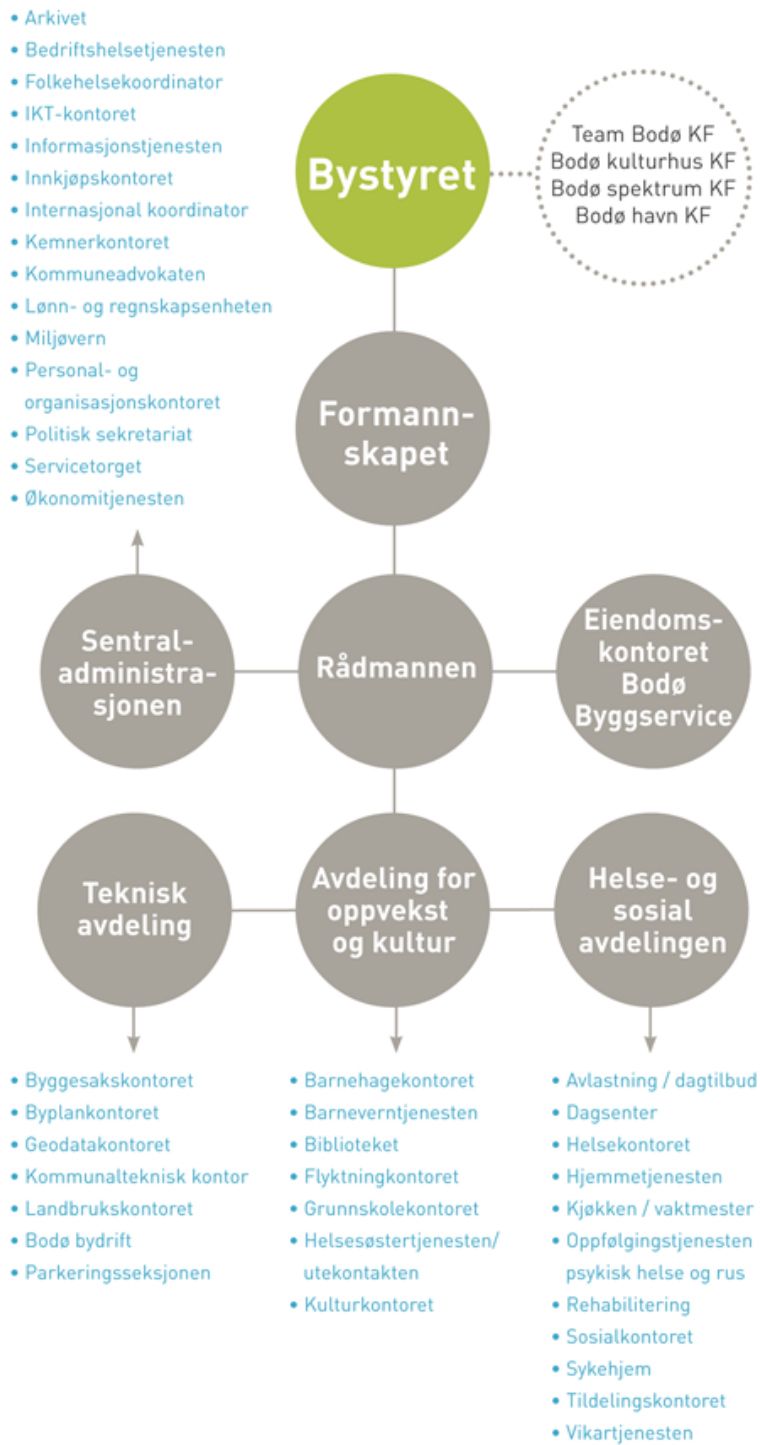 • Arkivet
• Bedriftshelsetjenesten
• Folkehelsekoordinator
• IKT-kontoret
• Informasjonstjenesten
• Innkjøpskontoret
• Internasjonal koordinator
• Kemnerkontoret
• Kommuneadvokaten
• Lønn- og regnskapsenheten
• Miljøvern
• Personal- og
organisasjonskontoret
• Politisk sekretariat
• Servicetorget
• Økonomitjenesten
Bystyret
Team Bodø KF
Bodø kulturhus KF
Bodø spektrum KF
Bodø havn KF
Formann-
skapet
Sentral-
administra-
sjonen
Rådmannen
Eiendoms-
kontoret
Bodø
Byggservice
Teknisk
avdeling
Avdeling for
oppvekst
og kultur
Helse- og
sosial
avdelingen
• Byggesakskontoret
• Byplankontoret
• Geodatakontoret
• Kommunalteknisk kontor
• Landbrukskontoret
• Bodø bydrift
• Parkeringsseksjonen
• Barnehagekontoret
• Barneverntjenesten
• Biblioteket
• Flyktningkontoret
• Grunnskolekontoret
• Helsesøstertjenesten/
utekontakten
• Kulturkontoret
• Avlastning / dagtilbud
• Dagsenter
• Helsekontoret
• Hjemmetjenesten
• Kjøkken / vaktmester
• Oppfølgingstjenesten
psykisk helse og rus
• Rehabilitering
• Sosialkontoret
• Sykehjem
• Tildelingskontoret
• Vikartjenesten